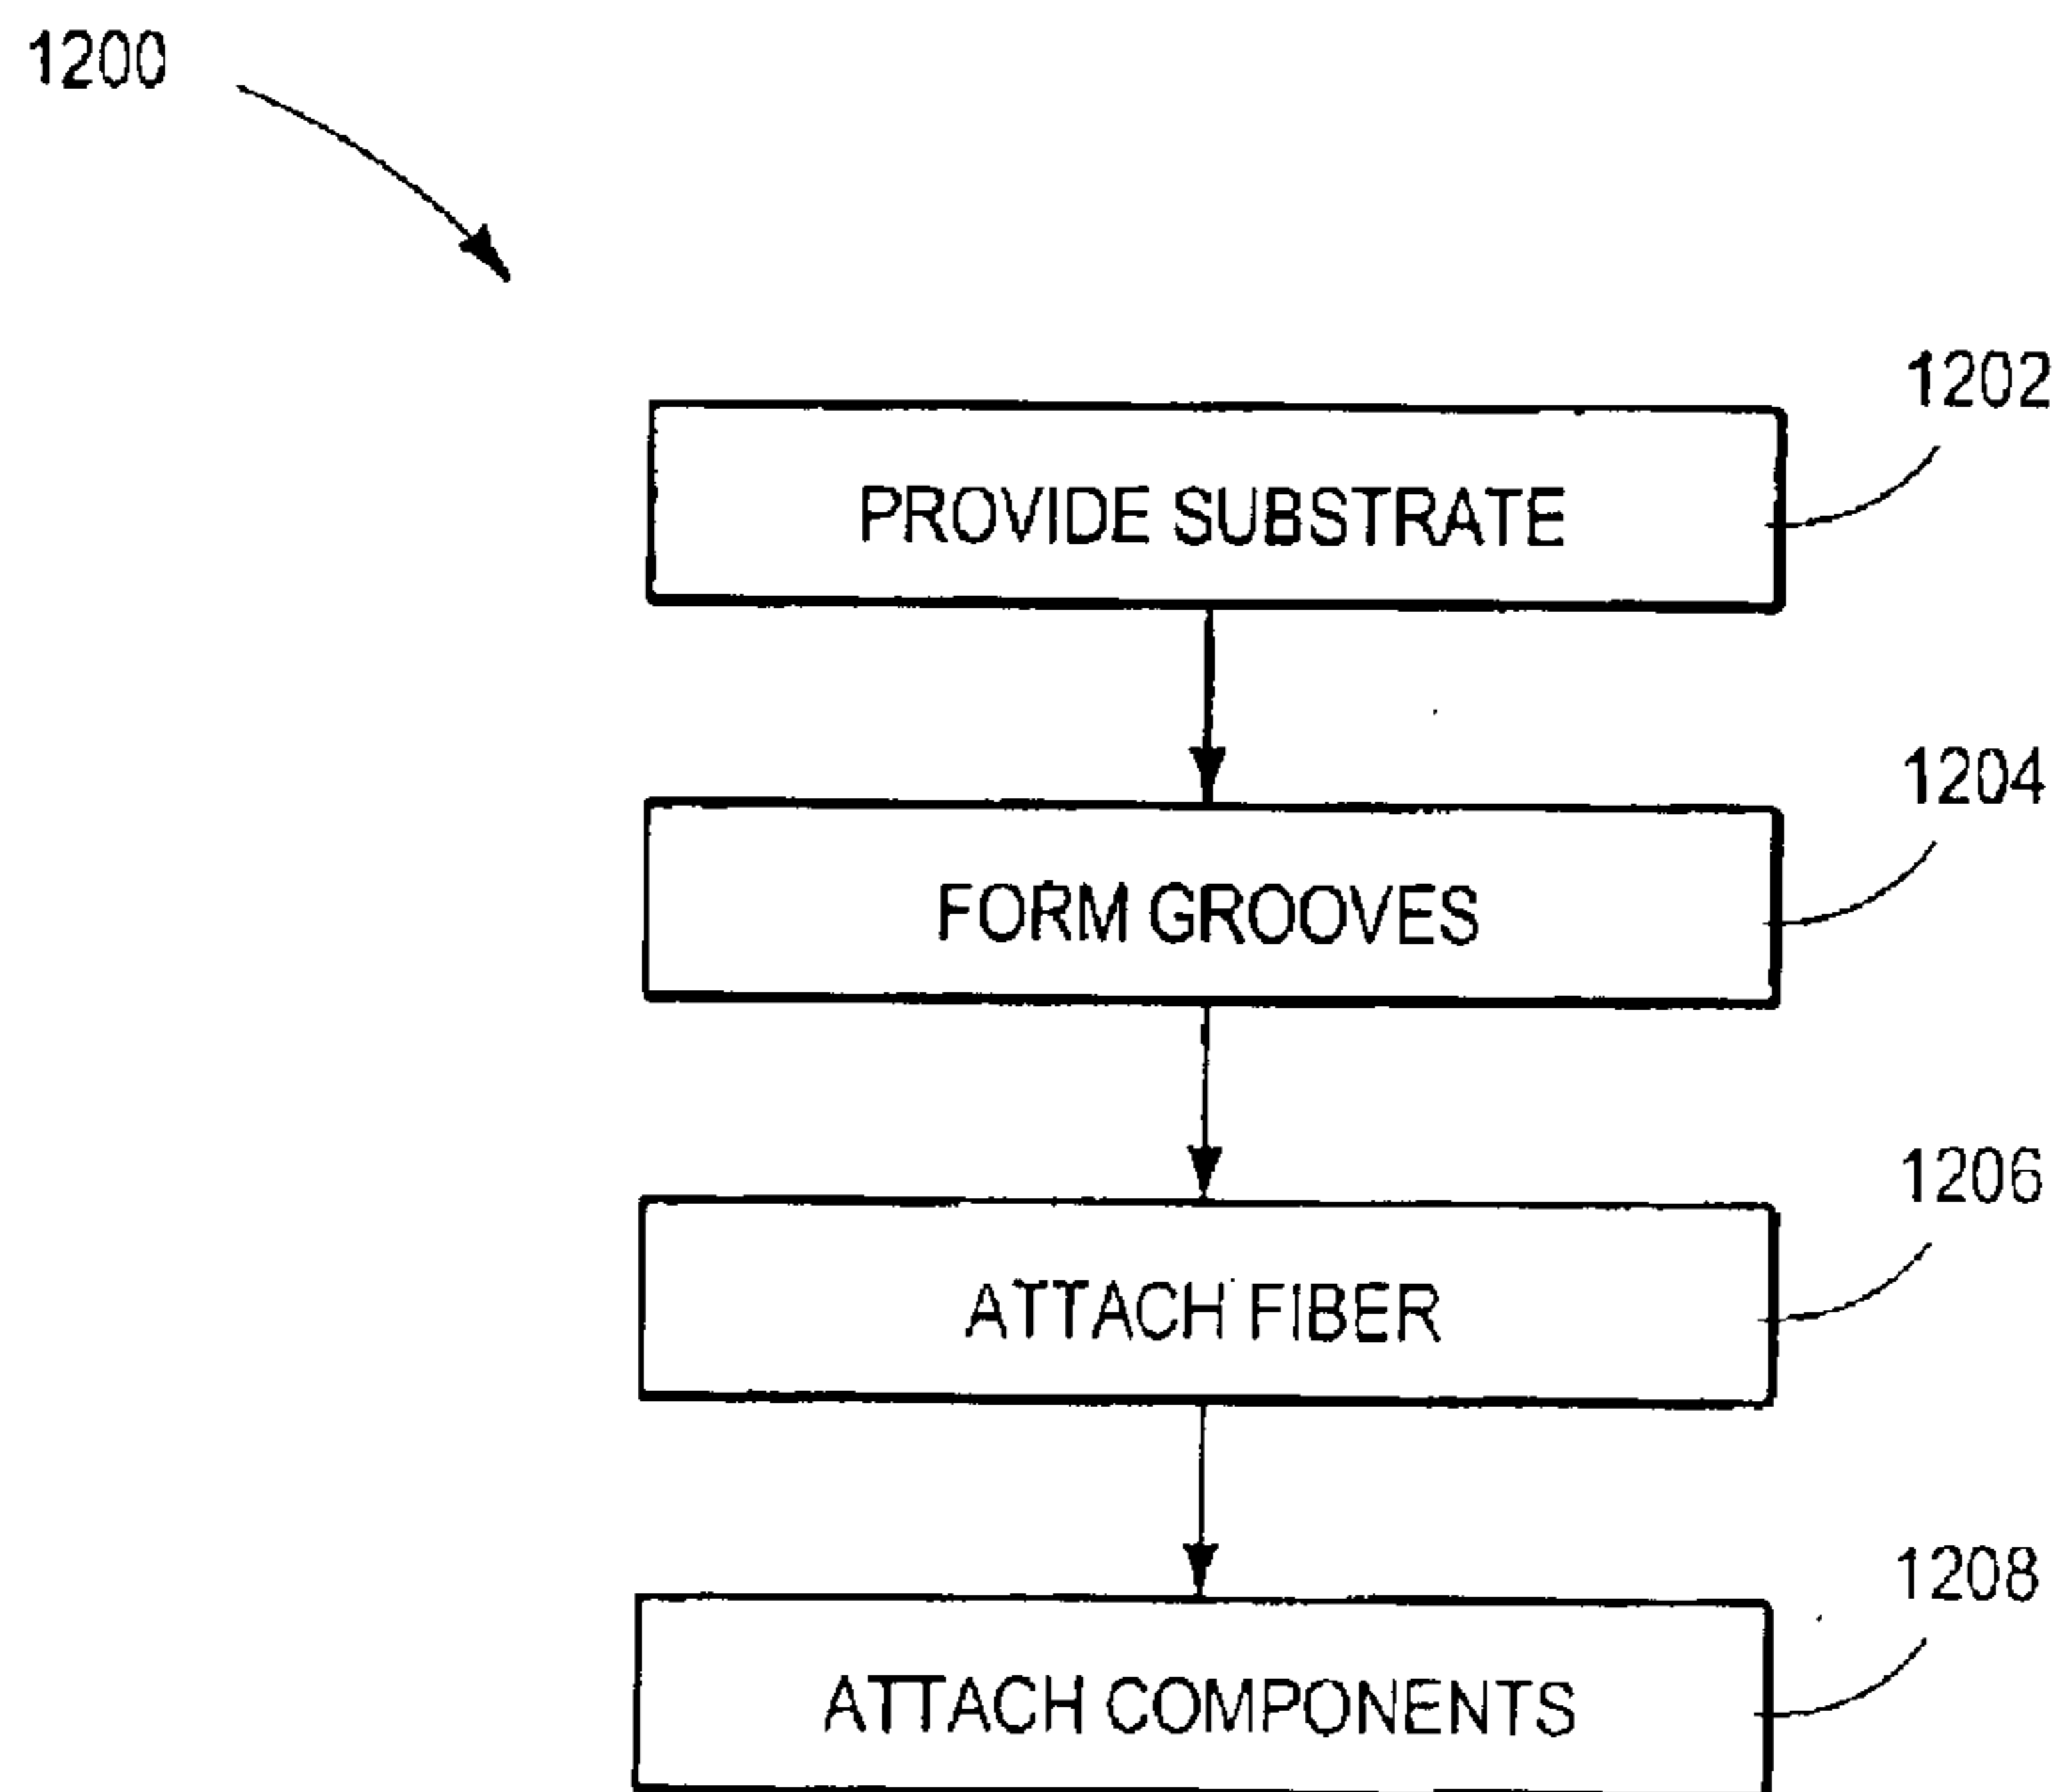 1200
1202
PROVIDE SUBSTRATE
1204
FORM GROOVES
1206
ATTACH FIBER
1208
ATTACH COMPONENTS